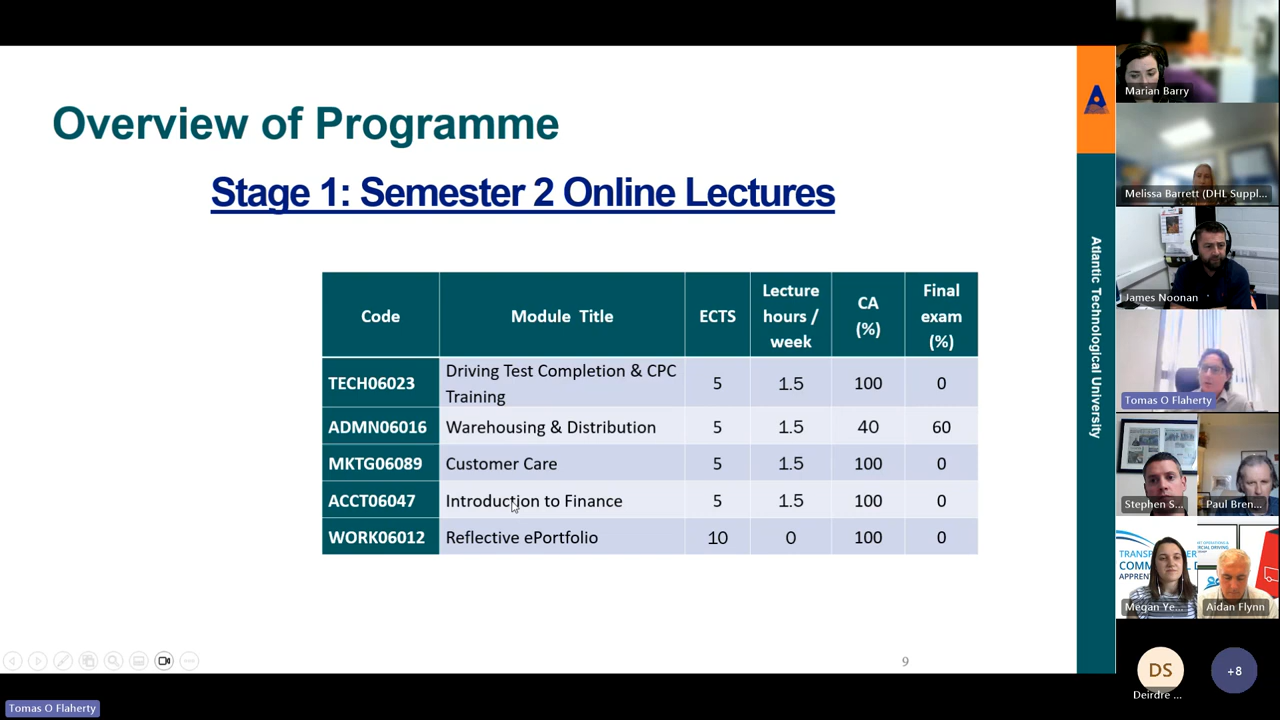 Overview of Programme
Stage 1: Semester 2 Online Lectures
Code
Module Title
ECTS
Lecture
hours /
week
CA
(%)
Final
exam
(%)
TECH06023
Driving Test Completion & CPC
Training
5
1.5
100
0
ADMN06016
Warehousing & Distribution
5
1.5
40
60
MKTG06089
Customer Care
5
1.5
100
0
ACCT06047
Introduction to Finance
5
1.5
100
0
WORK06012
Reflective ePortfolio
10
0
100
0
9
Atlantic Technological University
Marian Barry
Melissa Barrett (DHL Suppl...
James Noonan
Tomas O Flaherty
Stephen S...
Paul Bren...
Megan Ye...
Aidan Flynn
DS
Deirdre ...
+8
Tomas O Flaherty